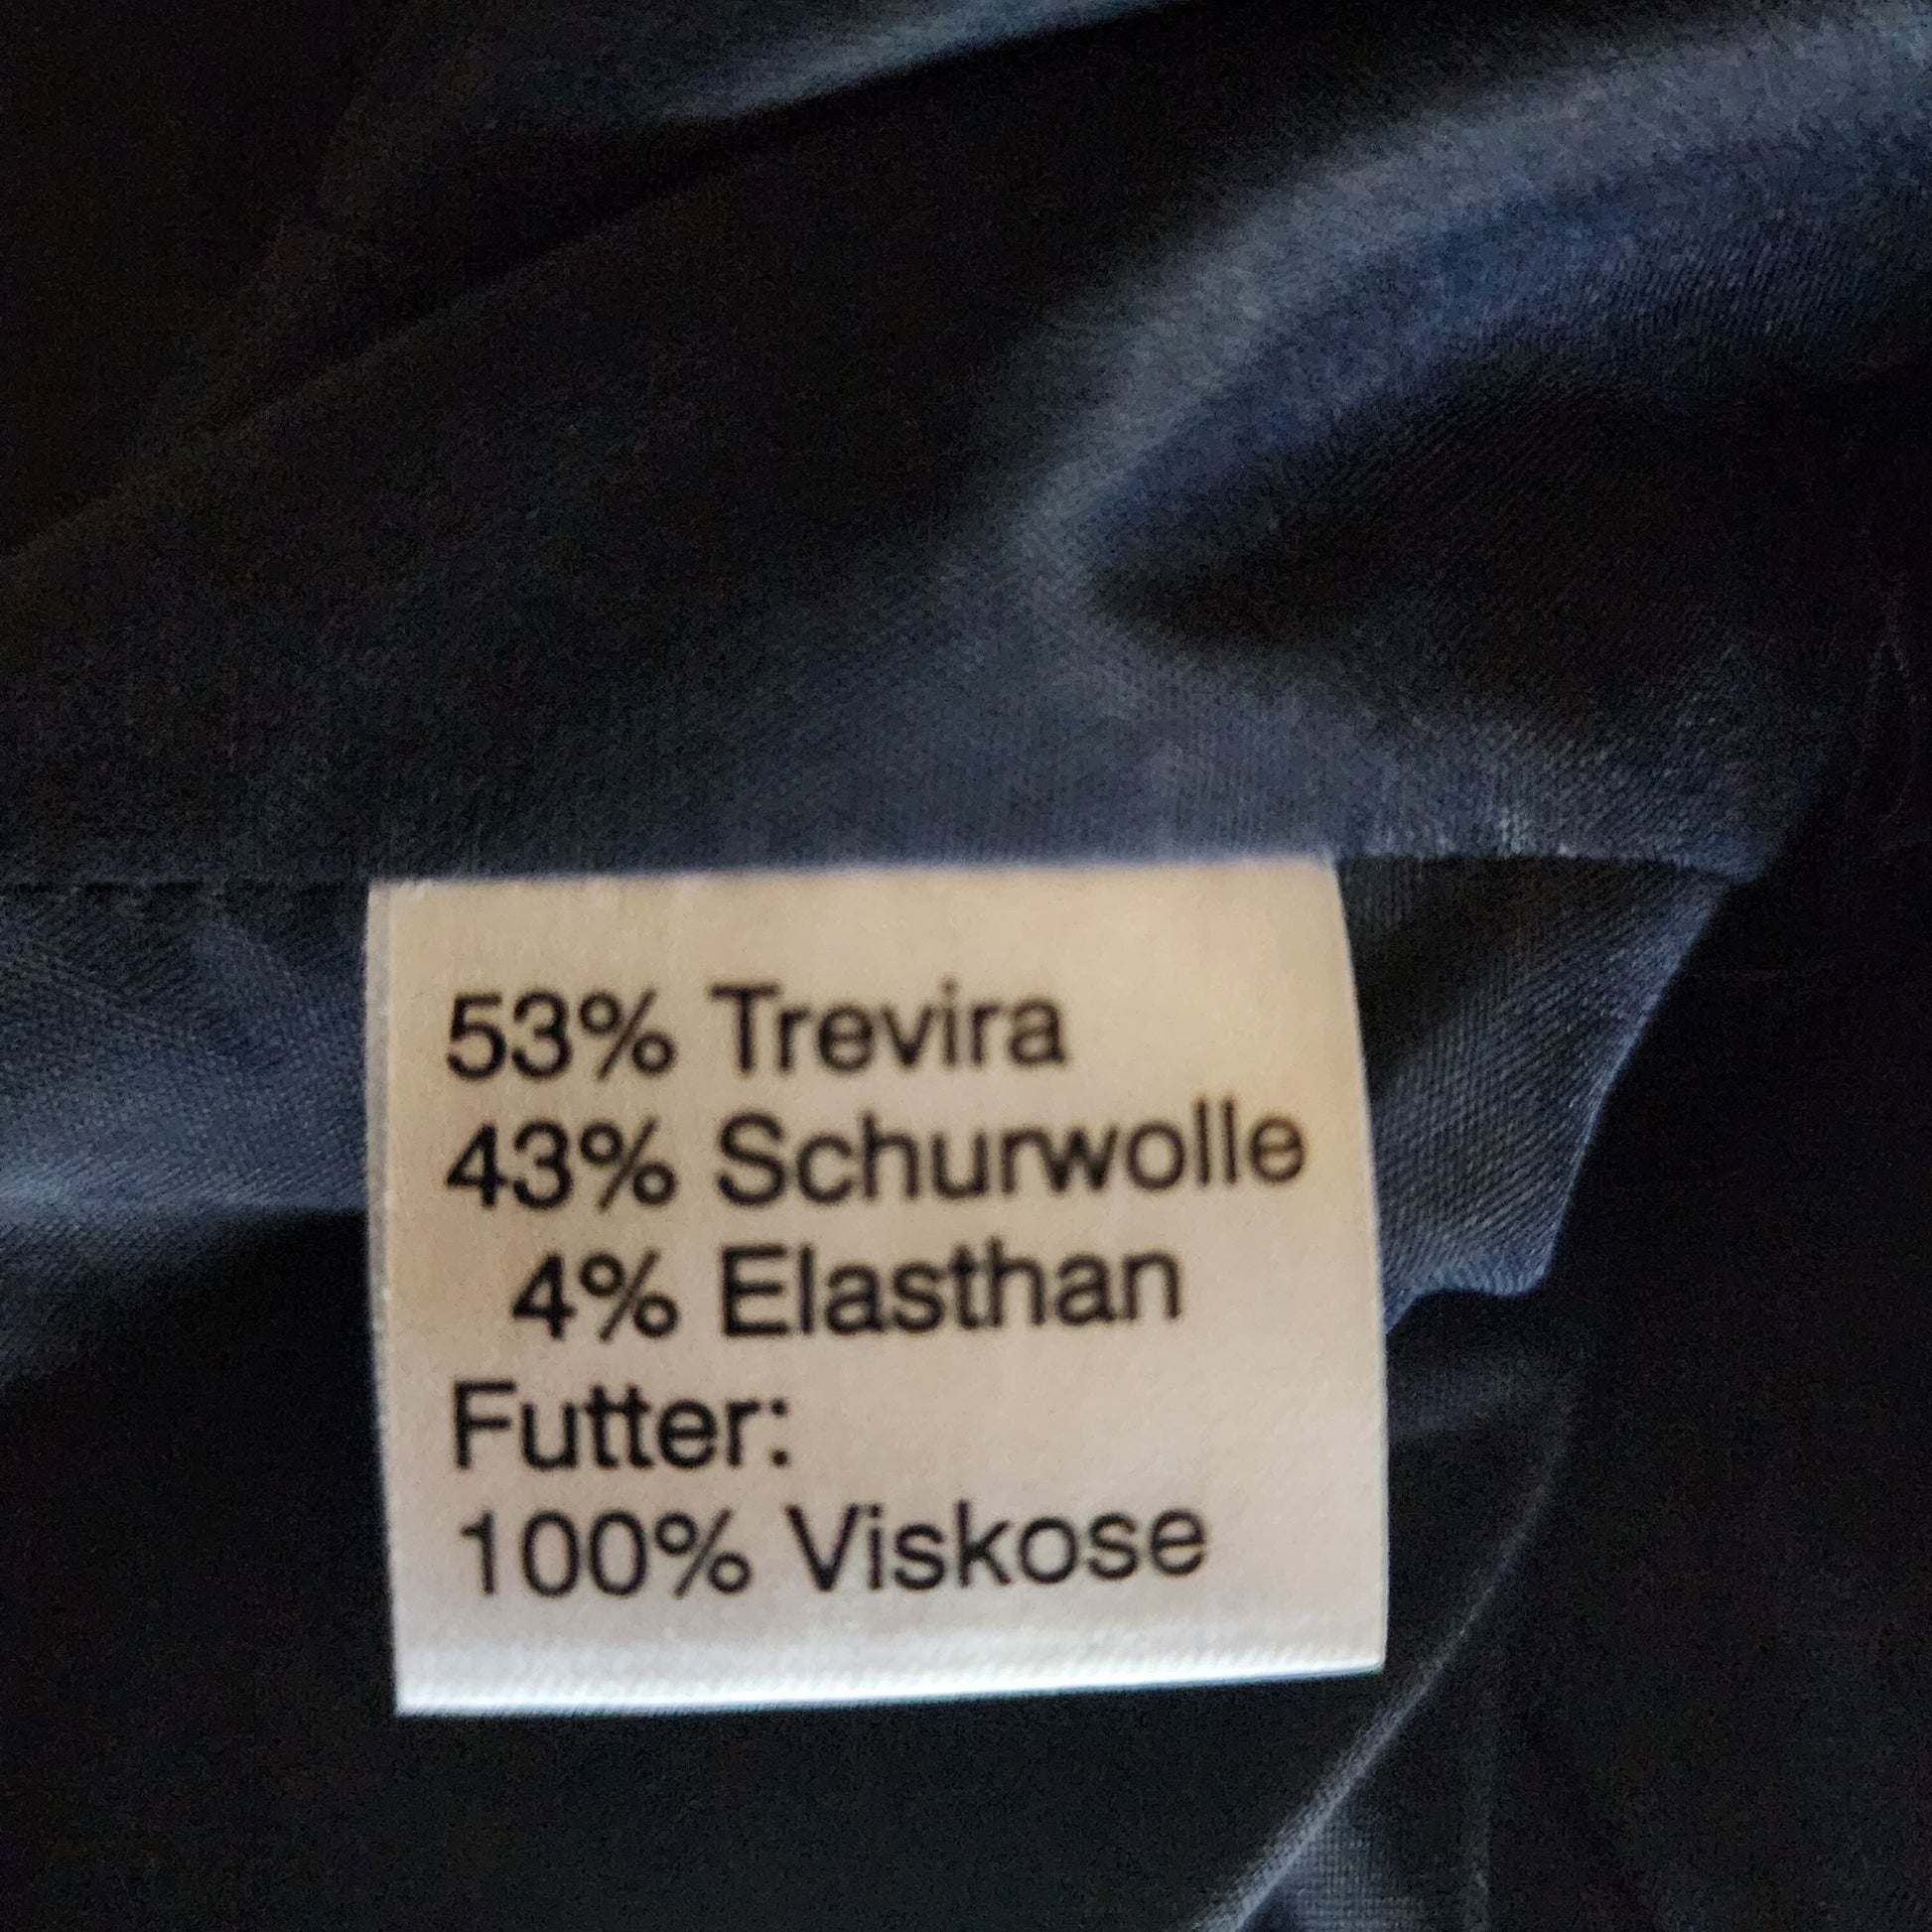 53% Trevira
43% Schurwolle
4% Elasthan
Futter:
100% Viskose